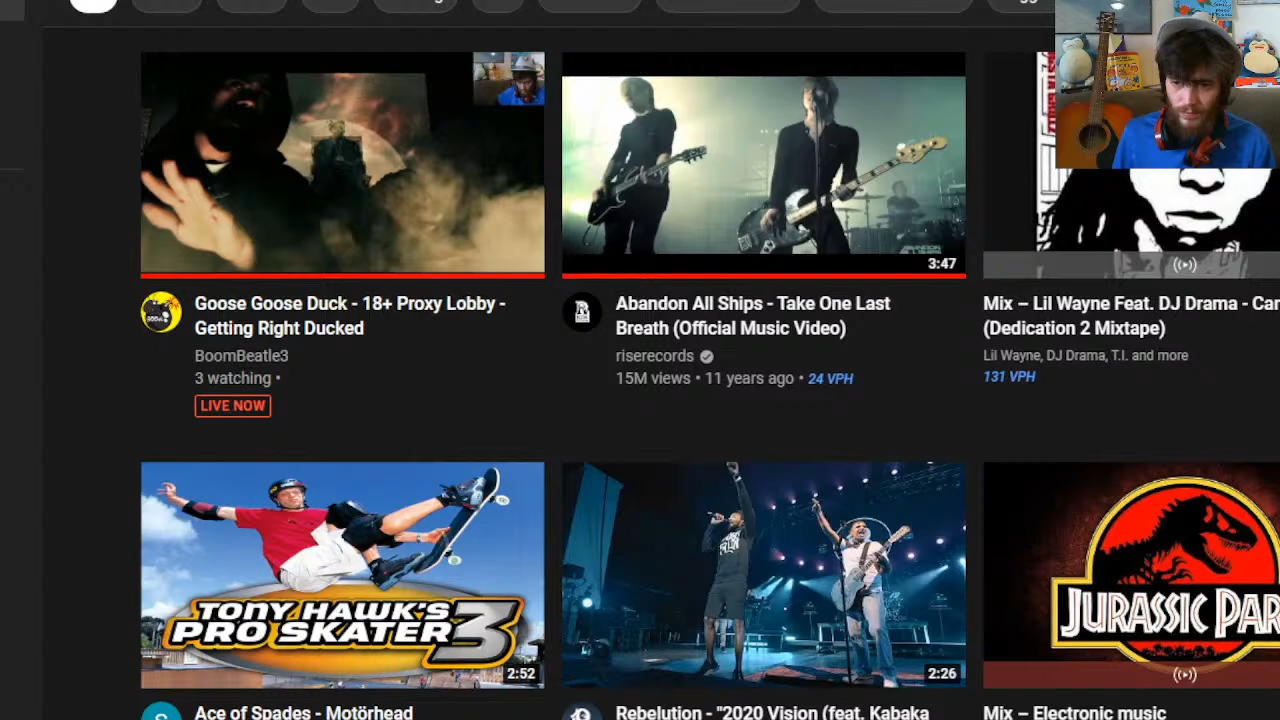 3:47
Goose Goose Duck - 18+ Proxy Lobby -
Getting Right Ducked
BoomBeatle3
3 watching •
LIVE NOW
Abandon All Ships - Take One Last
Breath (Official Music Video)
riserecords
15M views • 11 years ago • 24 VPH
Mix – Lil Wayne Feat. DJ Drama - Can
(Dedication 2 Mixtape)
Lil Wayne, DJ Drama, T.I. and more
131 VPH
TONY HAWK'S
PRO SKATER 3
2:52
2:26
JURASSIC PAR
Ace of Spades - Motörhead
Rebelution - "2020 Vision (feat. Kabaka
Mix – Electronic music